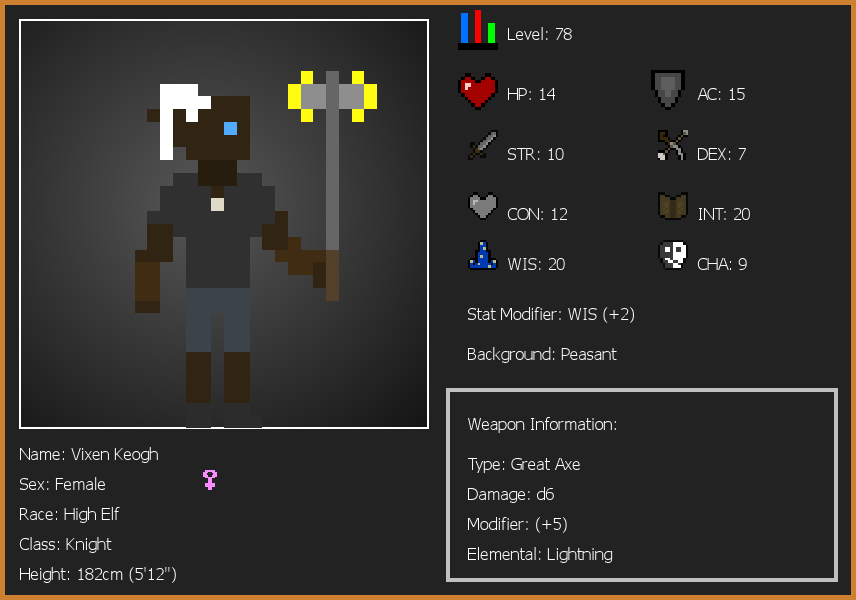 Level: 78
HP: 14
AC: 15
STR: 10
DEX: 7
CON: 12
INT: 20
WIS: 20
CHA: 9
Stat Modifier: WIS (+2)
Background: Peasant
Weapon Information:
Type: Great Axe
Damage: d6
Modifier: (+5)
Elemental: Lightning
Name: Vixen Keogh
Sex: Female
Race: High Elf
Class: Knight
Height: 182cm (5'12")